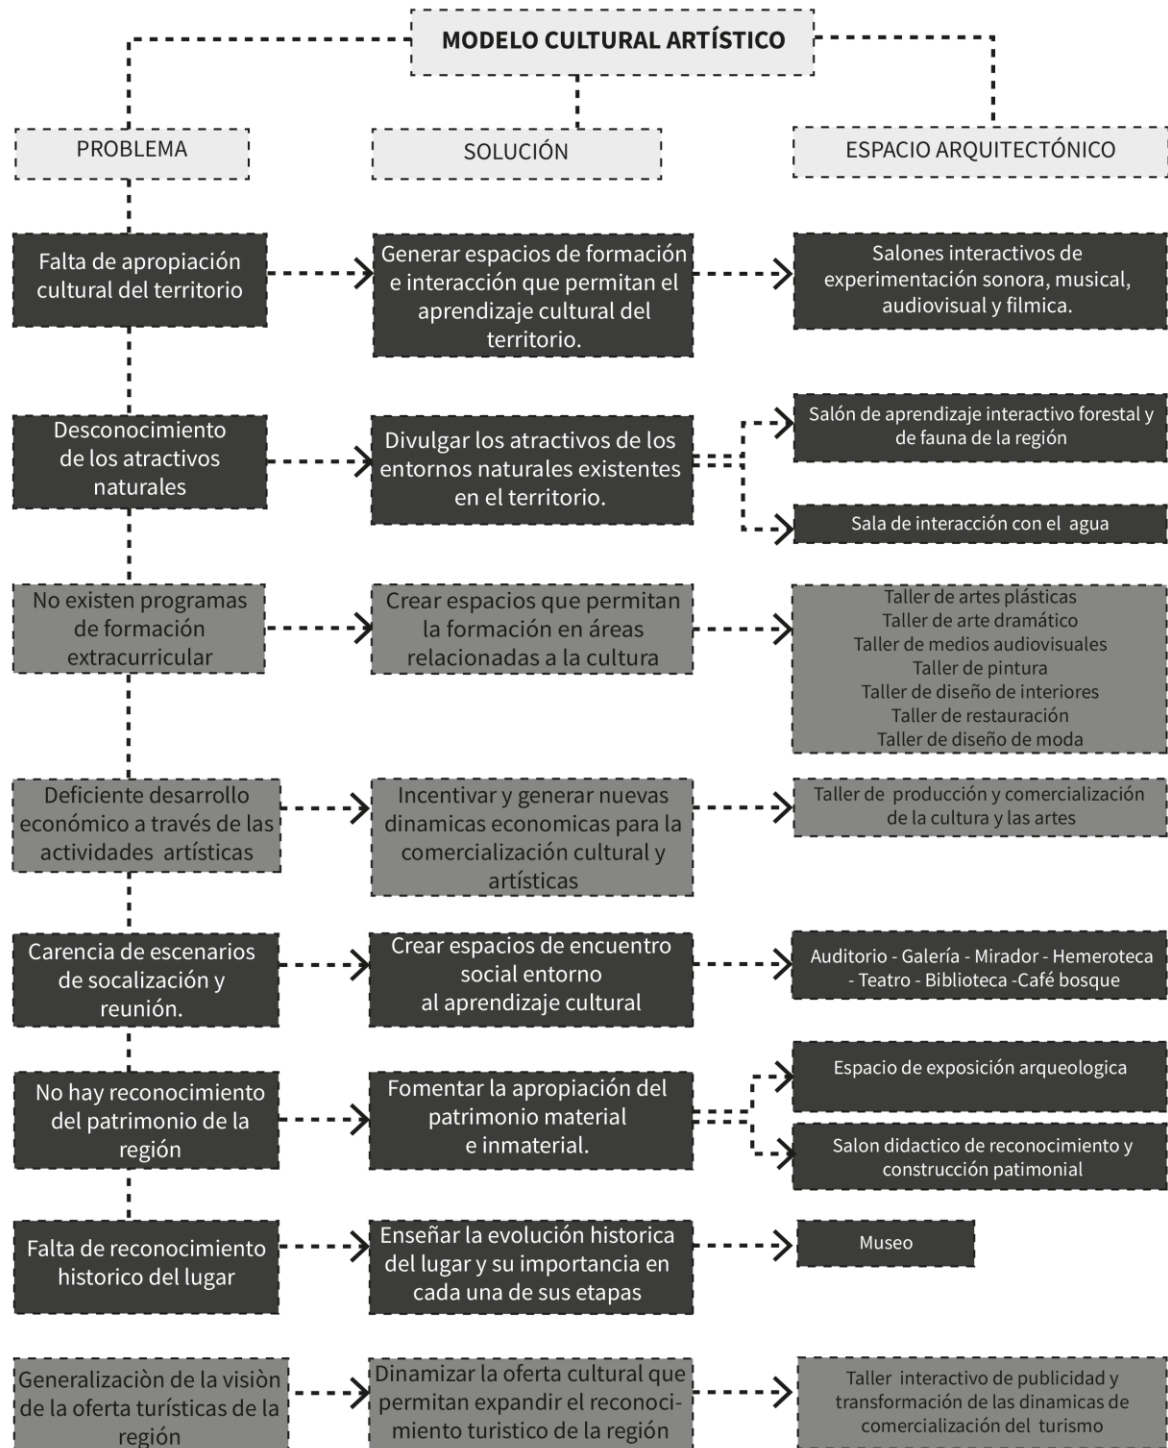 MODELO CULTURAL ARTÍSTICO
PROBLEMA
SOLUCIÓN
ESPACIO ARQUITECTÓNICO
Falta de apropiación
cultural del territorio
Generar espacios de formación
e interacción que permitan el
aprendizaje cultural del
territorio.
Salones interactivos de
experimentación sonora, musical,
audiovisual y filmica.
Desconocimiento
de los atractivos
naturales
Divulgar los atractivos de los
entornos naturales existentes
en el territorio.
Salón de aprendizaje interactivo forestal y
de fauna de la región
Sala de interacción con el  agua
No existen programas
de formación
extracurricular
Crear espacios que permitan
la formación en áreas
relacionadas a la cultura
Taller de artes plásticas
Taller de arte dramático
Taller de medios audiovisuales
Taller de pintura
Taller de diseño de interiores
Taller de restauración
Taller de diseño de moda
Deficiente desarrollo
económico a través de las
actividades  artísticas
Incentivar y generar nuevas
dinamicas economicas para la
comercialización cultural y
artísticas
Taller de  producción y comercialización
de la cultura y las artes
Carencia de escenarios
de socalización y
reunión.
Crear espacios de encuentro
social entorno
al aprendizaje cultural
Auditorio - Galería - Mirador - Hemeroteca
- Teatro - Biblioteca -Café bosque
No hay reconocimiento
del patrimonio de la
región
Fomentar la apropiación del
patrimonio material
e inmaterial.
Espacio de exposición arqueologica
Salon didactico de reconocimiento y
construcción patimonial
Falta de reconocimiento
historico del lugar
Enseñar la evolución historica
del lugar y su importancia en
cada una de sus etapas
Museo
Generalizaciòn de la visiòn
de la oferta turísticas de la
región
Dinamizar la oferta cultural que
permitan expandir el reconoci-
miento turistico de la región
Taller  interactivo de publicidad y
transformación de las dinamicas de
comercialización del  turismo